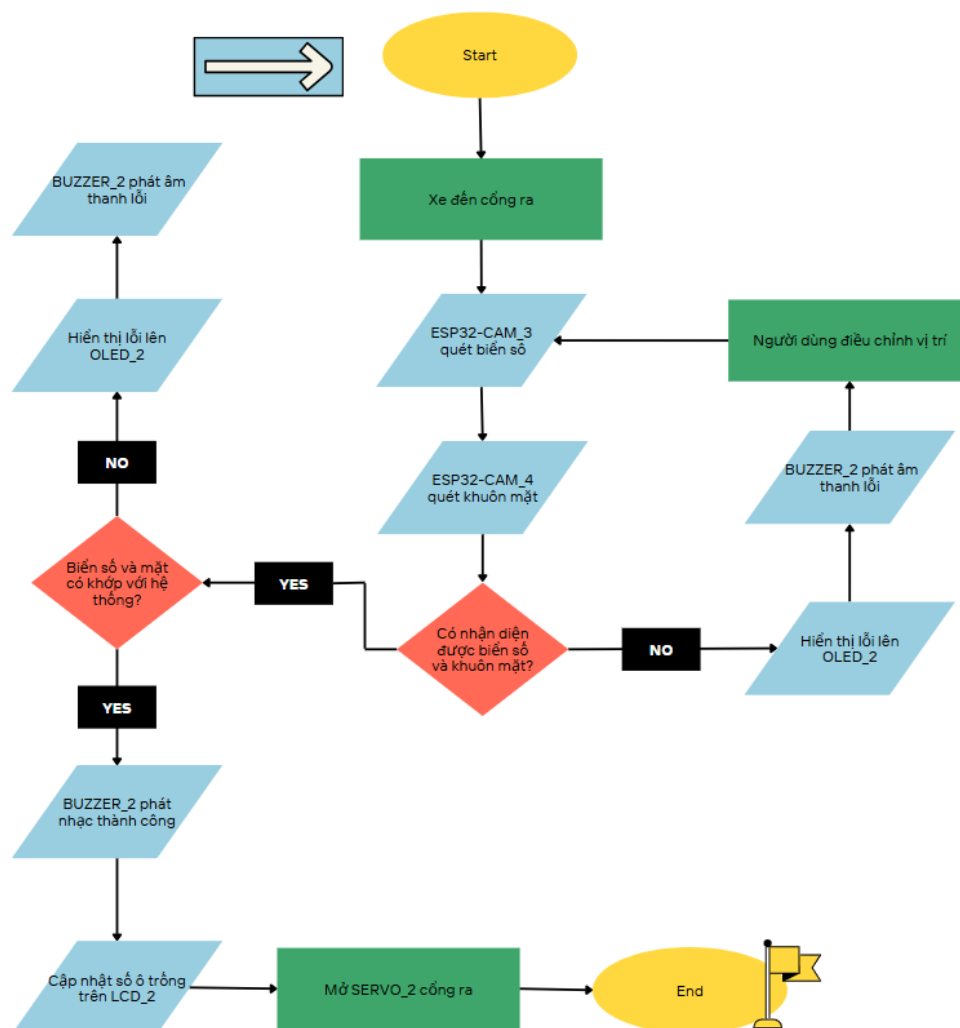 Start
Xe đến cổng ra
ESP32-CAM_3
quét biển số
ESP32-CAM_4
quét khuôn mặt
Có nhận diện
được biển số
và khuôn mặt?
NO
Hiển thị lỗi lên
OLED_2
BUZZER_2 phát âm
thanh lỗi
Người dùng điều chỉnh vị trí
YES
Biển số và mặt
có khớp với hệ
thống?
NO
Hiển thị lỗi lên
OLED_2
BUZZER_2 phát âm
thanh lỗi
YES
BUZZER_2 phát
nhạc thành công
Cập nhật số ô trống
trên LCD_2
Mở SERVO_2 cổng ra
End